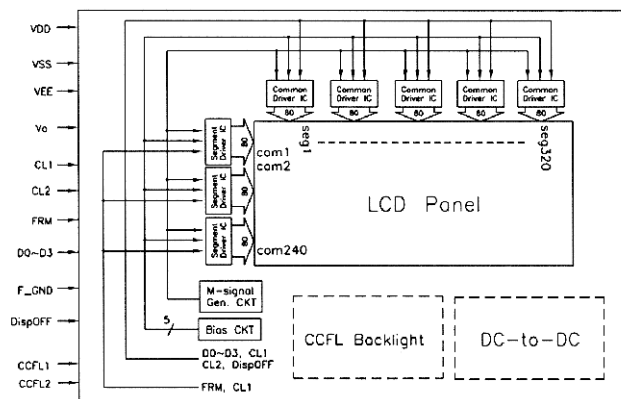 VDD
VSS
VEE
Vo
CL1
CL2
FRM
D0~D3
F_GND
DispOFF
CCFL1
CCFL2
Common
Driver IC
80
Common
Driver IC
80
Common
Driver IC
80
Common
Driver IC
80
Common
Driver IC
80
Segment
Driver IC
80
Segment
Driver IC
80
Segment
Driver IC
80
seg1
seg320
com1
com2
com240
LCD Panel
M-signal
Gen. CKT
5
Bias CKT
D0~D3, CL1
CL2, DispOFF
FRM, CL1
CCFL Backlight
DC-to-DC